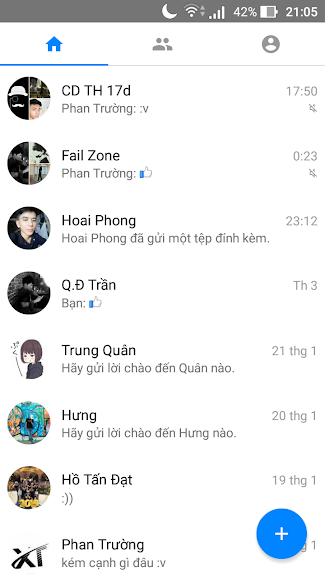 42% 21:05
CD TH 17d 17:50
Phan Trường: :v
Fail Zone 0:23
Phan Trường:
Hoai Phong 23:12
Hoai Phong đã gửi một tệp đính kèm.
Q.Đ Trần Th 3
Bạn:
Trung Quân 21 thg 1
Hãy gửi lời chào đến Quân nào.
Hưng 20 thg 1
Hãy gửi lời chào đến Hưng nào.
Hồ Tấn Đạt 19 thg 1
:))
Phan Trường g 1
kém cạnh gì đâu :v
XT